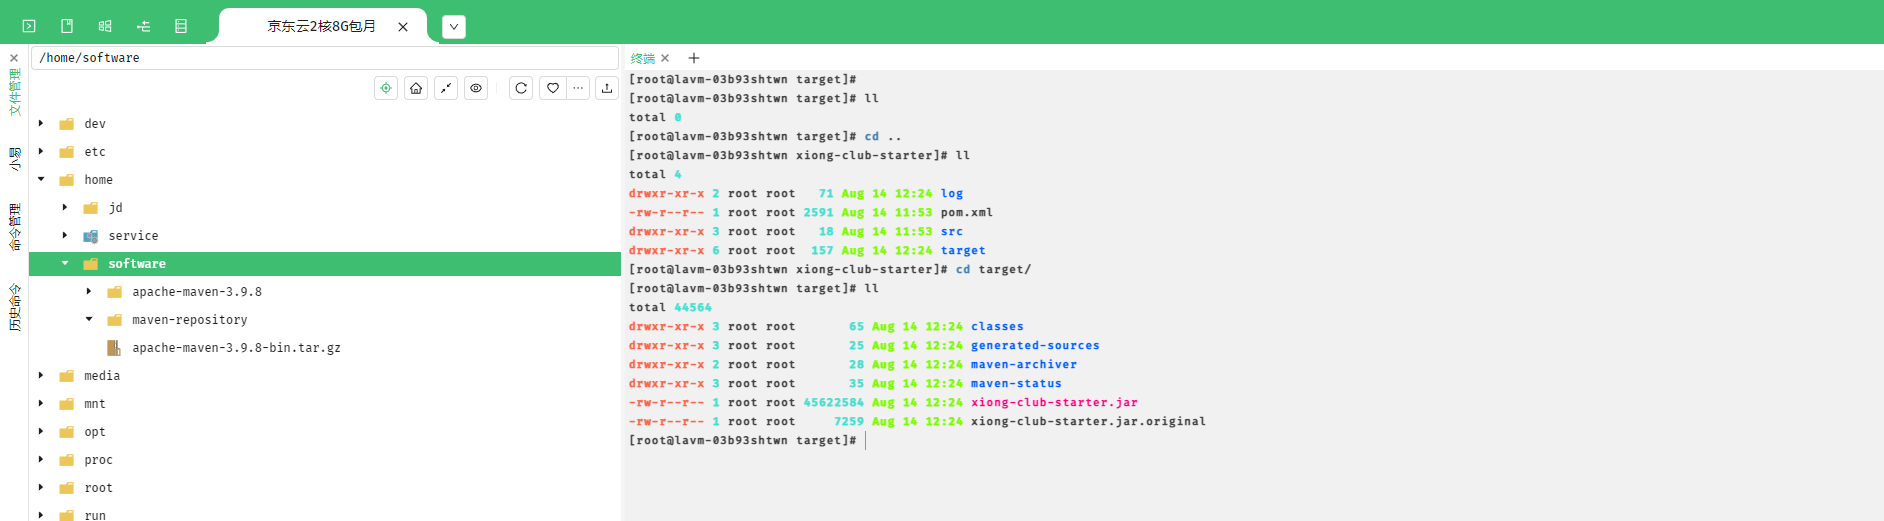 京东云2核8G包月
/home/software
文件管理
小易
命令管理
历史命令
dev
etc
home
jd
service
software
apache-maven-3.9.8
maven-repository
apache-maven-3.9.8-bin.tar.gz
media
mnt
opt
proc
root
run
终端
[root@lavm-03b93shtwn target]#
[root@lavm-03b93shtwn target]# ll
total 0
[root@lavm-03b93shtwn target]# cd ..
[root@lavm-03b93shtwn xiong-club-starter]# ll
total 4
drwxr-xr-x 2 root root   71 Aug 14 12:24 log
-rw-r--r-- 1 root root 2591 Aug 14 11:53 pom.xml
drwxr-xr-x 3 root root   18 Aug 14 11:53 src
drwxr-xr-x 6 root root  157 Aug 14 12:24 target
[root@lavm-03b93shtwn xiong-club-starter]# cd target/
[root@lavm-03b93shtwn target]# ll
total 44564
drwxr-xr-x 3 root root       65 Aug 14 12:24 classes
drwxr-xr-x 3 root root       25 Aug 14 12:24 generated-sources
drwxr-xr-x 2 root root       28 Aug 14 12:24 maven-archiver
drwxr-xr-x 3 root root       35 Aug 14 12:24 maven-status
-rw-r--r-- 1 root root 45622584 Aug 14 12:24 xiong-club-starter.jar
-rw-r--r-- 1 root root     7259 Aug 14 12:24 xiong-club-starter.jar.original
[root@lavm-03b93shtwn target]#